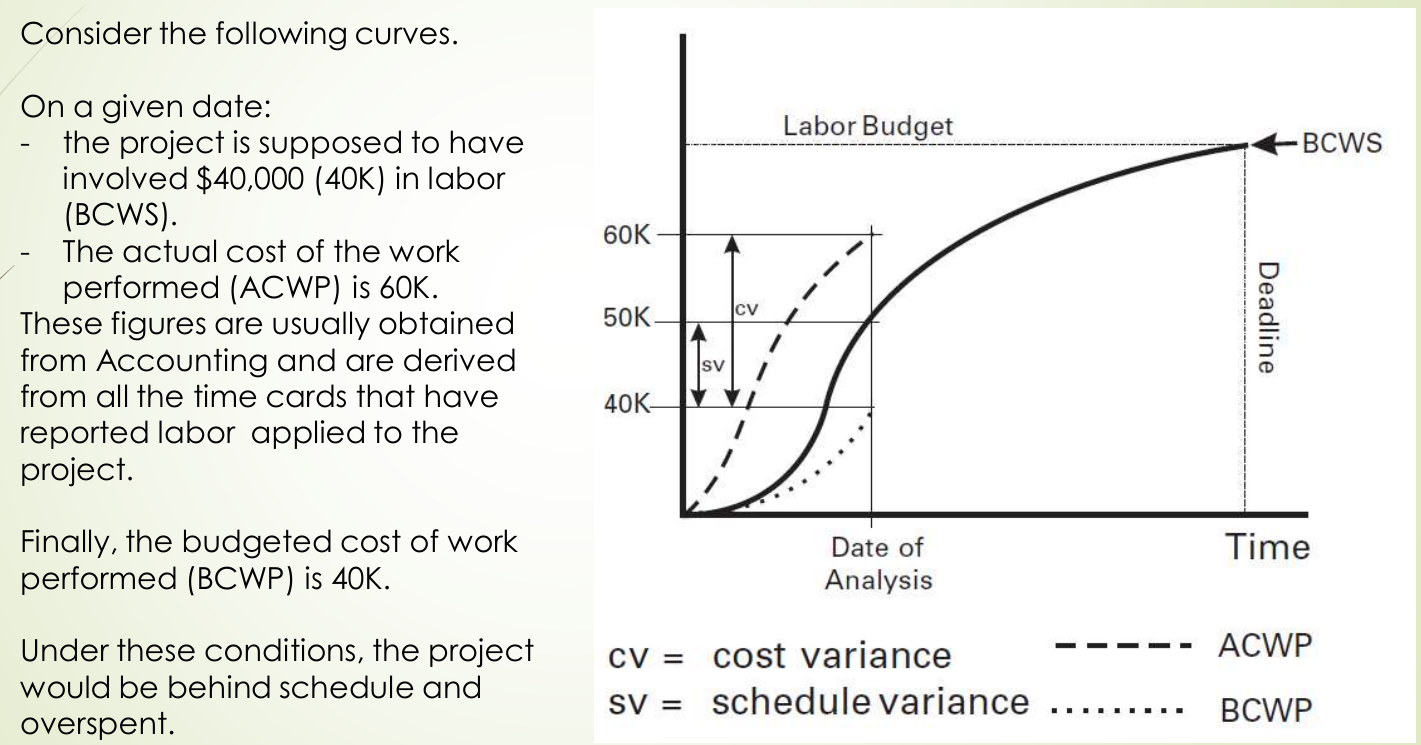 Consider the following curves.
On a given date:
- the project is supposed to have
involved $40,000 (40K) in labor
(BCWS).
- The actual cost of the work
performed (ACWP) is 60K.
These figures are usually obtained
from Accounting and are derived
from all the time cards that have
reported labor applied to the
project.
Finally, the budgeted cost of work
performed (BCWP) is 40K.
Under these conditions, the project
would be behind schedule and
overspent.
Labor Budget
BCWS
60K
cv
50K
sv
40K
Deadline
Date of
Analysis
Time
cv = cost variance
sv = schedule variance
ACWP
BCWP